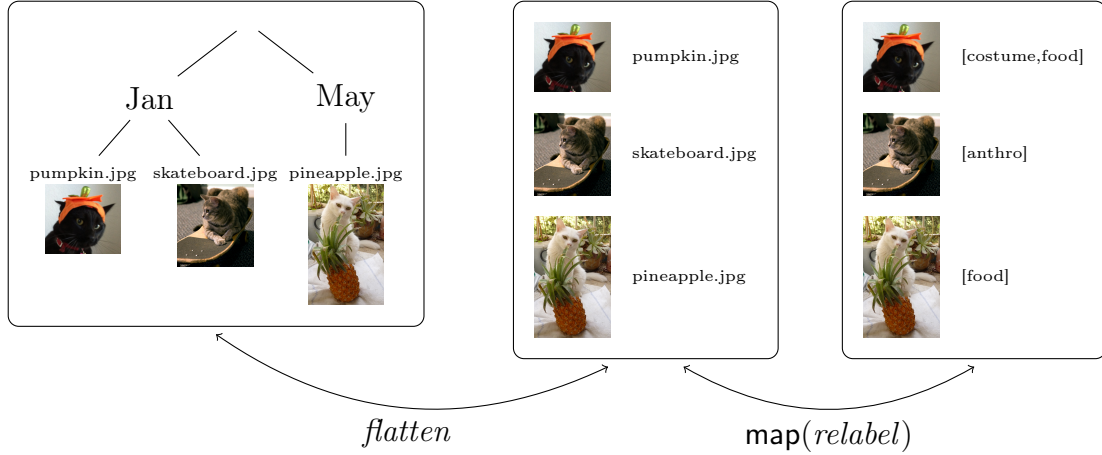 Jan
May
pumpkin.jpg
skateboard.jpg
pineapple.jpg
pumpkin.jpg
skateboard.jpg
pineapple.jpg
[costume,food]
[anthro]
[food]
flatten
map(relabel)